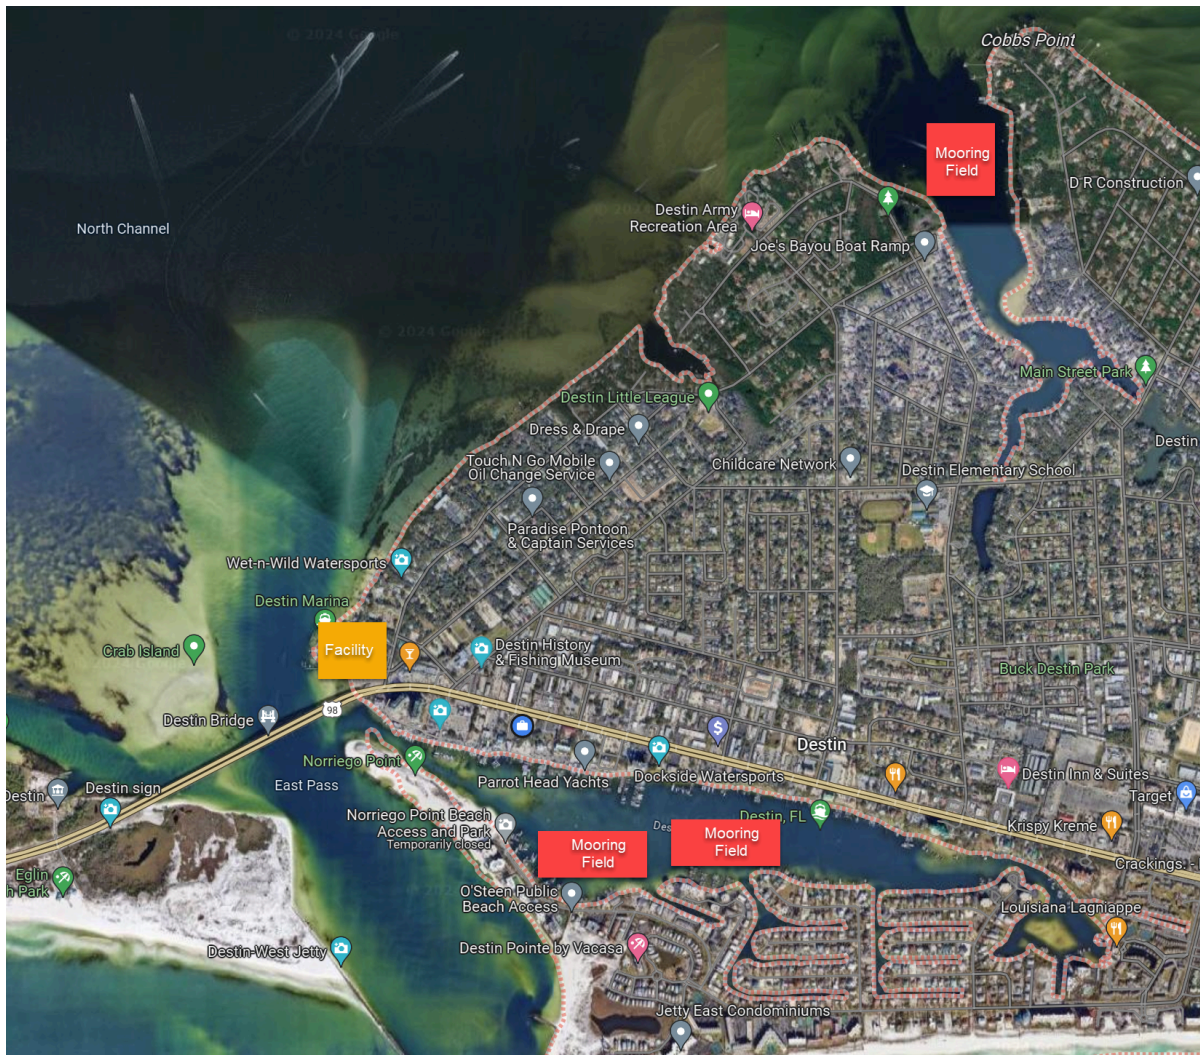 © 2024 Google
Cobbs Point
Mooring
Field
D R Construction
Destin Army
Recreation Area
North Channel
Joe's Bayou Boat Ramp
© 2024 Google
Main Street Park
Destin Little League
Dress & Drape
Destin
Touch N Go Mobile
Oil Change Service
Childcare Network
Destin Elementary School
Paradise Pontoon
& Captain Services
Wet-n-Wild Watersports
Destin Marina
Facility
Destin History
& Fishing Museum
Crab Island
Buck Destin Park
98
Destin Bridge
Destin
Norriego Point
Parrot Head Yachts
Dockside Watersports
Destin Inn & Suites
East Pass
Destin
Destin sign
Target
Norriego Point Beach
Access and Park
Temporarily closed
Des
Destin, FL
Krispy Kreme
Mooring
Field
Mooring
Field
Crackings. -
Eglin
h Park
O'Steen Public
Beach Access
Louisiana Lagniappe
Destin-West Jetty
Destin Pointe by Vacasa
Jetty East Condominiums